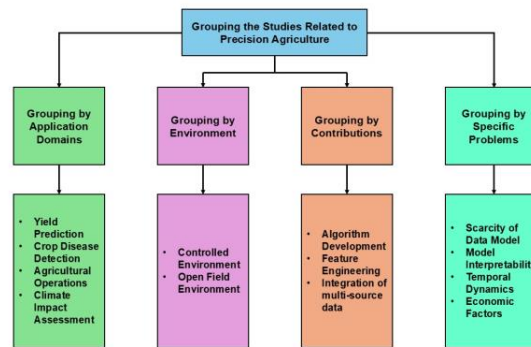 Grouping the Studies Related to
Precision Agriculture
Grouping by
Application
Domains
Grouping by
Environment
Grouping by
Contributions
Grouping by
Specific
Problems
• Yield
Prediction
• Crop Disease
Detection
• Agricultural
Operations
• Climate
Impact
Assessment
• Controlled
Environment
• Open Field
Environment
• Algorithm
Development
• Feature
Engineering
• Integration of
multi-source
data
• Scarcity of
Data Model
• Model
Interpretabilit
• Temporal
Dynamics
• Economic
Factors